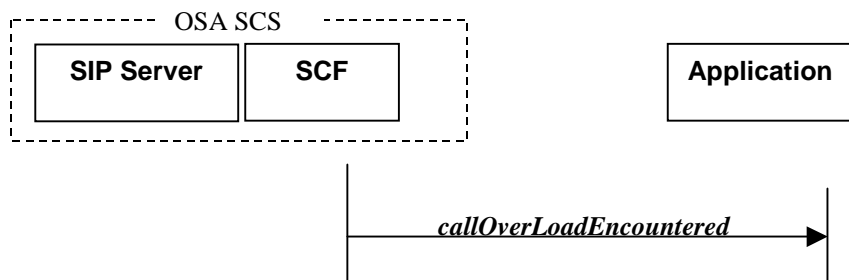 OSA SCS
SIP Server
SCF
Application
callOverLoadEncountered